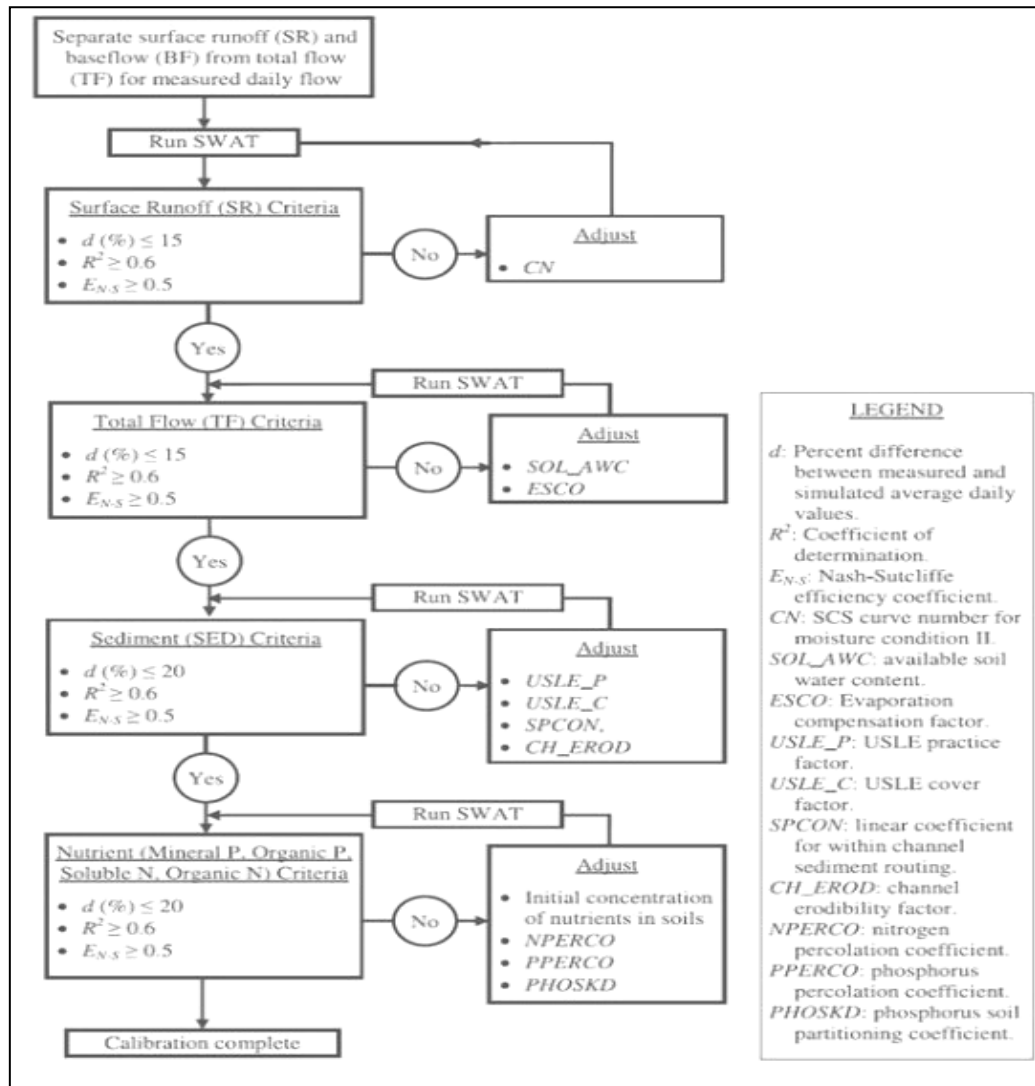 Separate surface runoff (SR) and
baseflow (BF) from total flow
(TF) for measured daily flow
Run SWAT
Surface Runoff (SR) Criteria
• d (%) ≤ 15
• R² ≥ 0.6
• E_N-S ≥ 0.5
No
Adjust
• CN
Yes
Run SWAT
Total Flow (TF) Criteria
• d (%) ≤ 15
• R² ≥ 0.6
• E_N-S ≥ 0.5
No
Adjust
• SOL_AWC
• ESCO
Yes
Run SWAT
Sediment (SED) Criteria
• d (%) ≤ 20
• R² ≥ 0.6
• E_N-S ≥ 0.5
No
Adjust
• USLE_P
• USLE_C
• SPCON,
• CH_EROD
Yes
Run SWAT
Nutrient (Mineral P, Organic P,
Soluble N, Organic N) Criteria
• d (%) ≤ 20
• R² ≥ 0.6
• E_N-S ≥ 0.5
No
Adjust
• Initial concentration
of nutrients in soils
• NPERCO
• PPERCO
• PHOSKD
Calibration complete
LEGEND
d: Percent difference
between measured and
simulated average daily
values.
R²: Coefficient of
determination.
E_N-S: Nash-Sutcliffe
efficiency coefficient.
CN: SCS curve number for
moisture condition II.
SOL_AWC: available soil
water content.
ESCO: Evaporation
compensation factor.
USLE_P: USLE practice
factor.
USLE_C: USLE cover
factor.
SPCON: linear coefficient
for within channel
sediment routing.
CH_EROD: channel
erodibility factor.
NPERCO: nitrogen
percolation coefficient.
PPERCO: phosphorus
percolation coefficient.
PHOSKD: phosphorus soil
partitioning coefficient.